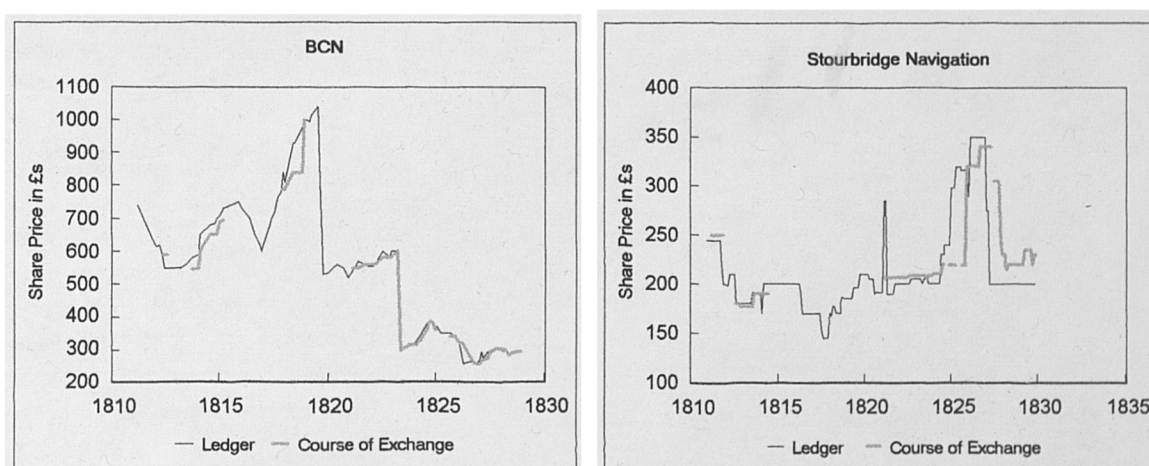 BCN
Share Price in £s
1100
1000
900
800
700
600
500
400
300
200
1810 1815 1820 1825 1830
Ledger Course of Exchange
Stourbridge Navigation
Share Price in £s
400
350
300
250
200
150
100
1810 1815 1820 1825 1830 1835
Ledger Course of Exchange